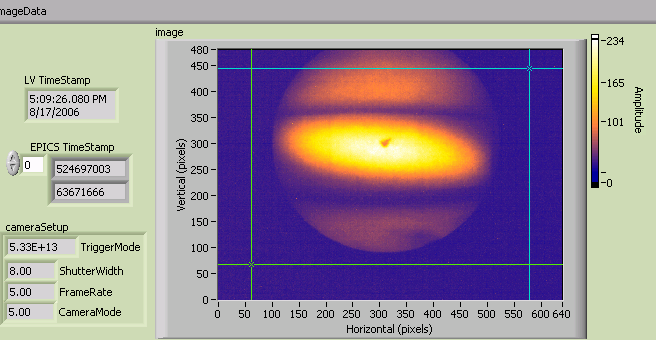 mageData
image
LV TimeStamp
5:09:26.080 PM
8/17/2006
EPICS TimeStamp
0
524697003
63671666
cameraSetup
5.33E+13 TriggerMode
8.00 ShutterWidth
5.00 FrameRate
5.00 CameraMode
Vertical (pixels)
480
450
400
350
300
250
200
150
100
50
0
0 50 100 150 200 250 300 350 400 450 500 550 600 640
Horizontal (pixels)
234
165
101
0
Amplitude